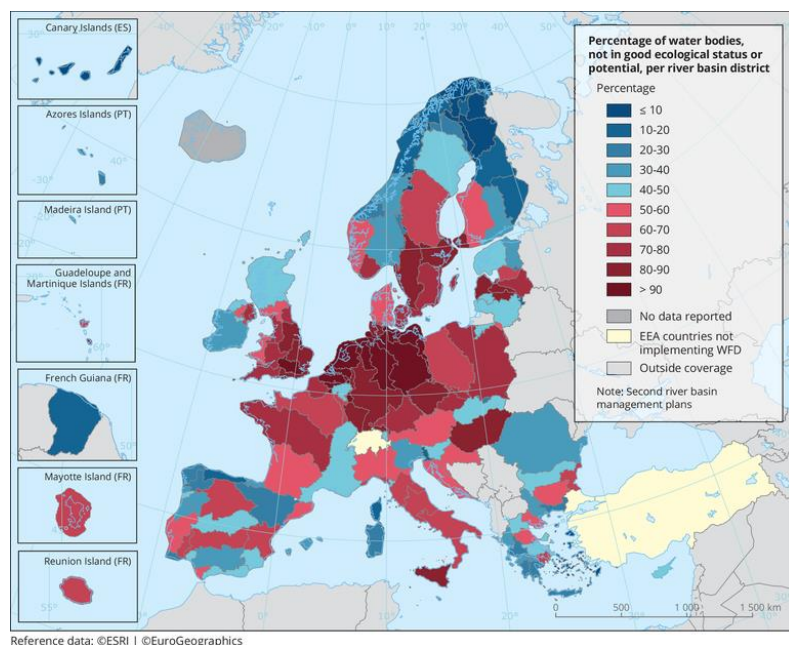 Canary Islands (ES)
Azores Islands (PT)
Madeira Island (PT)
Guadeloupe and
Martinique Islands (FR)
French Guiana (FR)
Mayotte Island (FR)
Reunion Island (FR)
Percentage of water bodies,
not in good ecological status or
potential, per river basin district
Percentage
≤ 10
10-20
20-30
30-40
40-50
50-60
60-70
70-80
80-90
> 90
No data reported
EEA countries not
implementing WFD
Outside coverage
Note: Second river basin
management plans
0 500 1 000 1 500 km
Reference data: ©ESRI | ©EuroGeographics